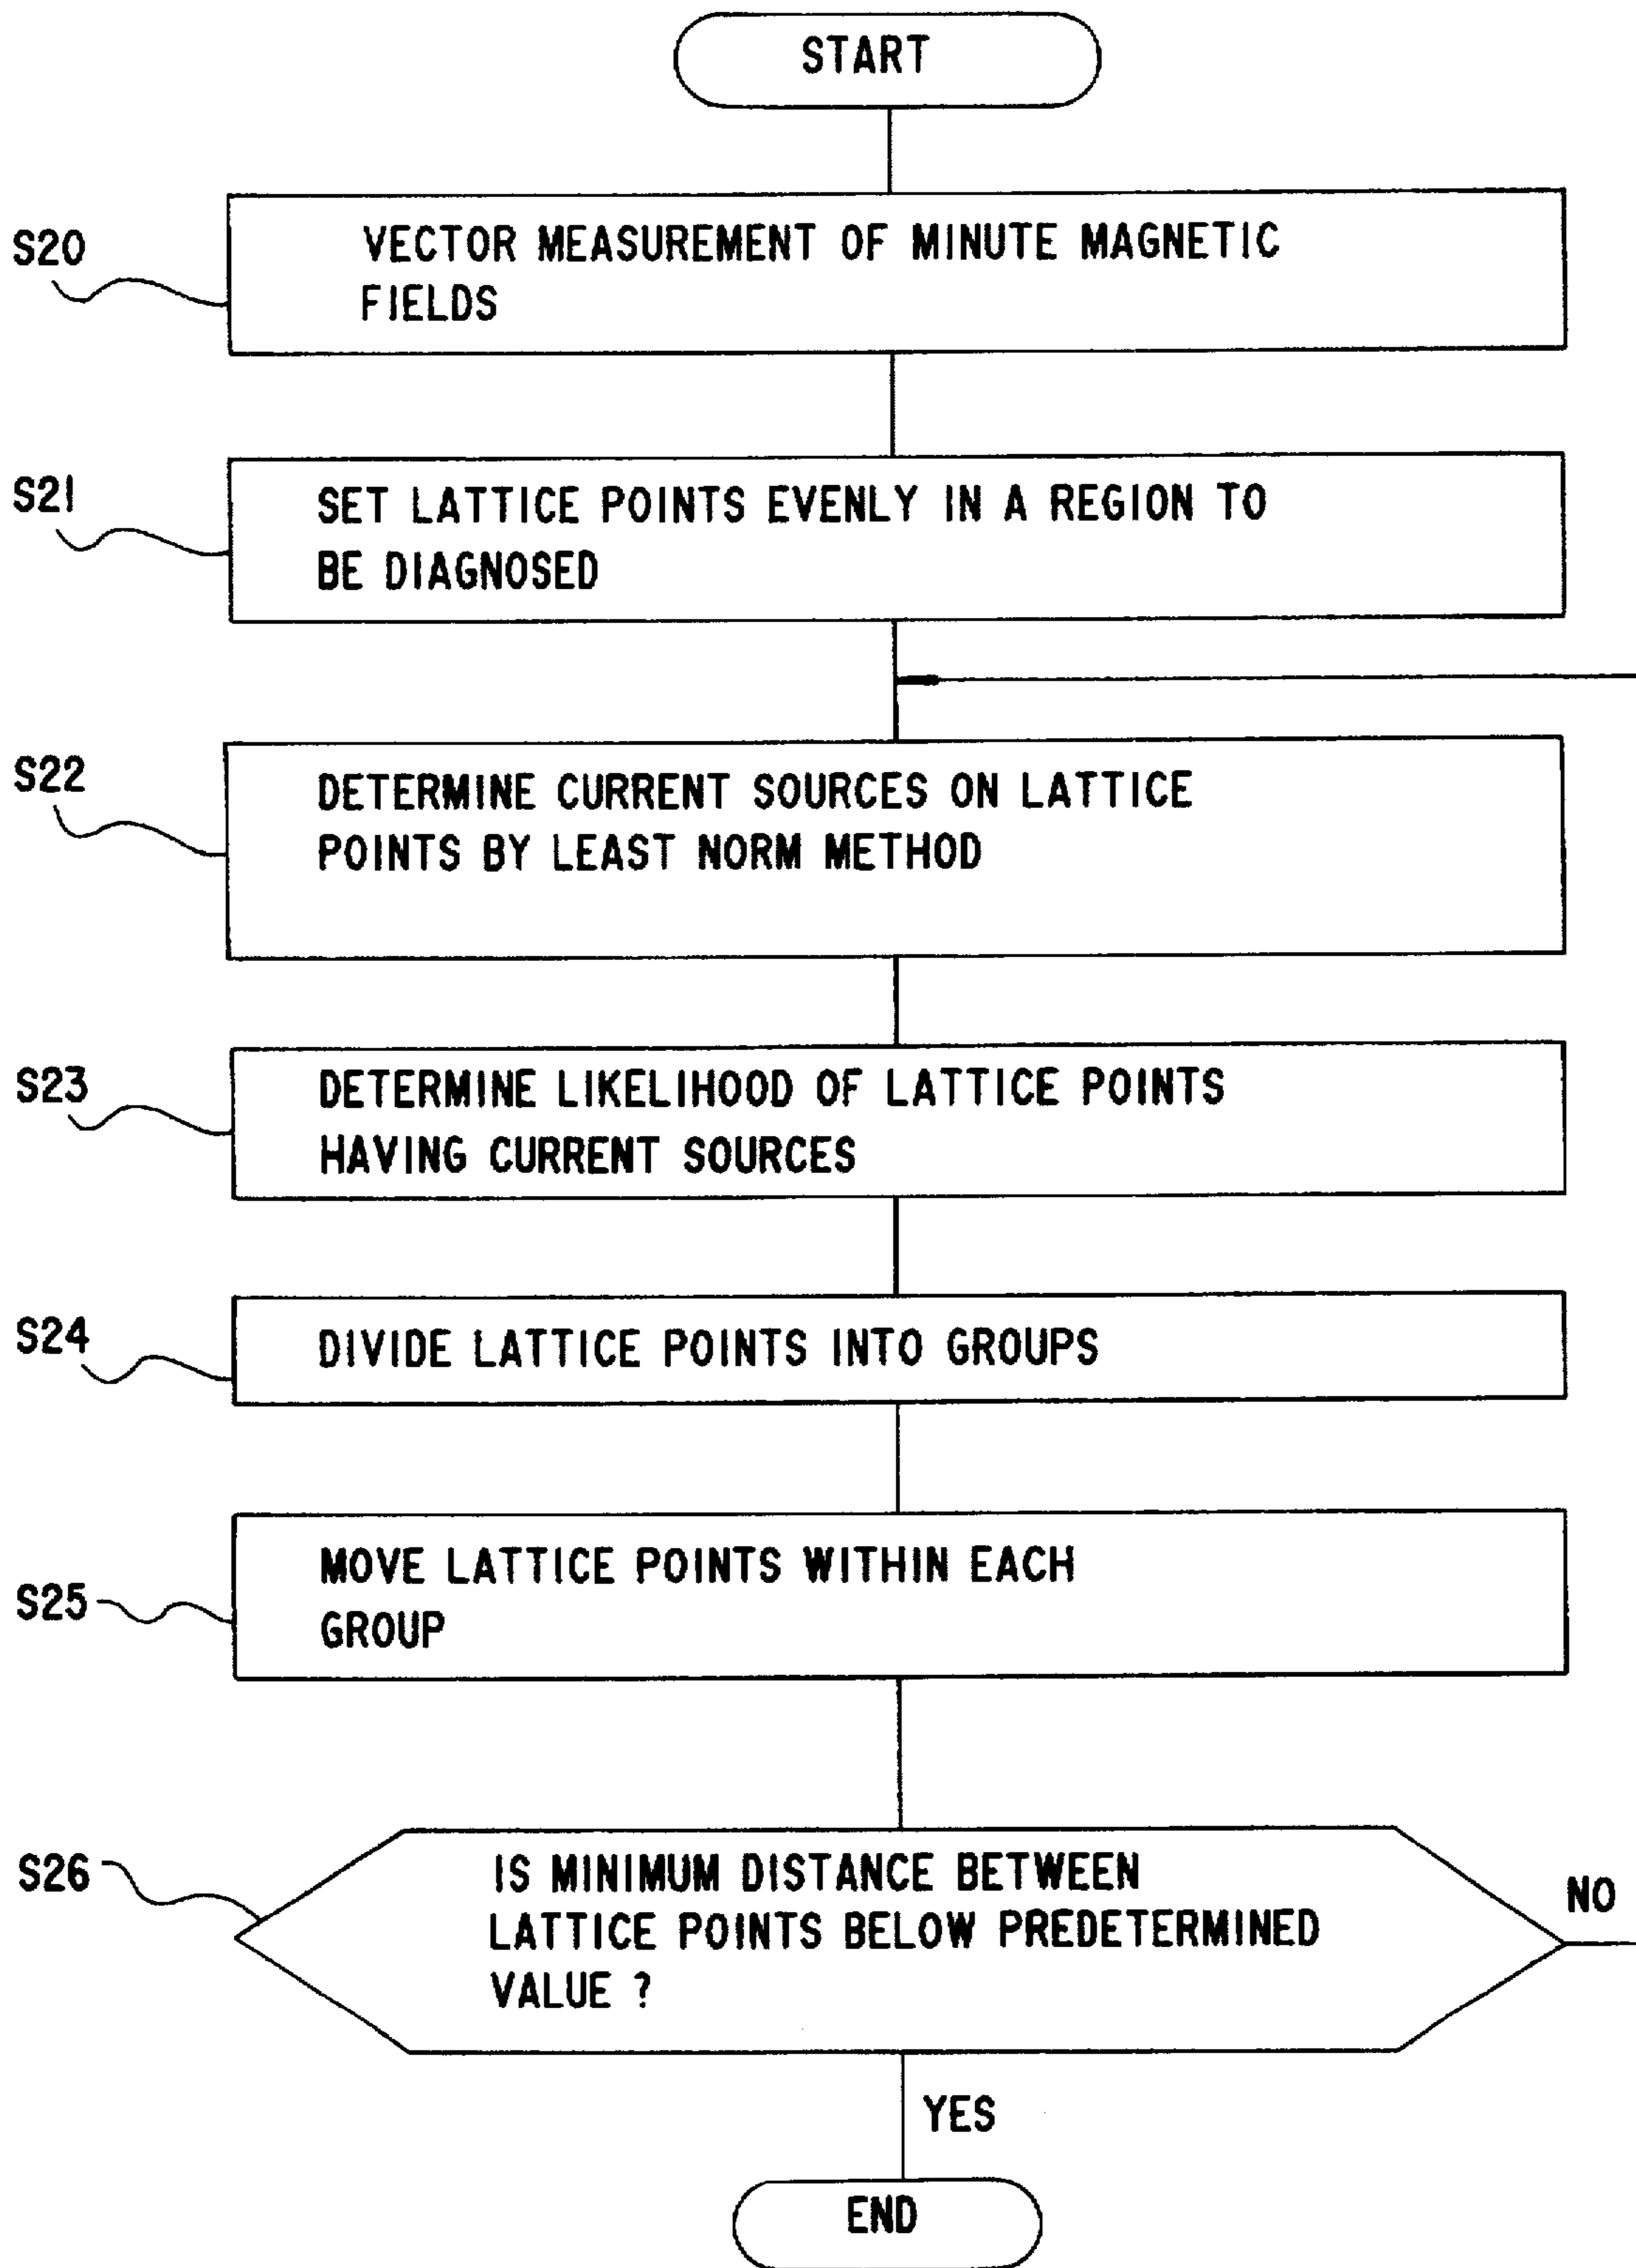 START
S20
VECTOR MEASUREMENT OF MINUTE MAGNETIC
FIELDS
S21
SET LATTICE POINTS EVENLY IN A REGION TO
BE DIAGNOSED
S22
DETERMINE CURRENT SOURCES ON LATTICE
POINTS BY LEAST NORM METHOD
S23
DETERMINE LIKELIHOOD OF LATTICE POINTS
HAVING CURRENT SOURCES
S24
DIVIDE LATTICE POINTS INTO GROUPS
S25
MOVE LATTICE POINTS WITHIN EACH
GROUP
S26
IS MINIMUM DISTANCE BETWEEN
LATTICE POINTS BELOW PREDETERMINED
VALUE ?
NO
YES
END